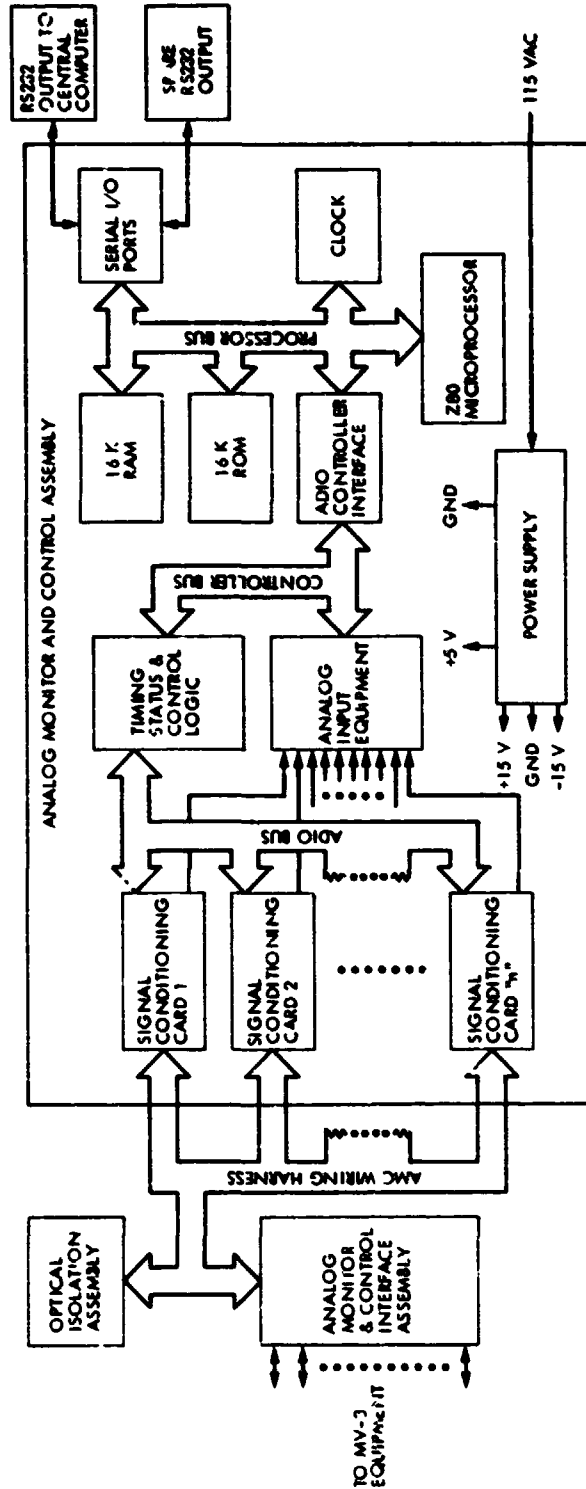 ANALOG MONITOR AND CONTROL ASSEMBLY
OPTICAL
ISOLATION
ASSEMBLY
ANALOG
MONITOR
& CONTROL
INTERFACE
ASSEMBLY
TO MV-3
EQUIPMENT
AMC WIRING HARNESS
SIGNAL
CONDITIONING
CARD 1
SIGNAL
CONDITIONING
CARD 2
SIGNAL
CONDITIONING
CARD "n"
ADIO BUS
TIMING
STATUS &
CONTROL
LOGIC
ANALOG
INPUT
EQUIPMENT
CONTROLLER BUS
16 K
RAM
16 K
ROM
ADIO
CONTROLLER
INTERFACE
PROCESSOR BUS
SERIAL I/O
PORTS
CLOCK
Z80
MICROPROCESSOR
RS232
OUTPUT TO
CENTRAL
COMPUTER
RS232
OUTPUT
+15 V
GND
-15 V
+5 V
GND
POWER SUPPLY
115 VAC